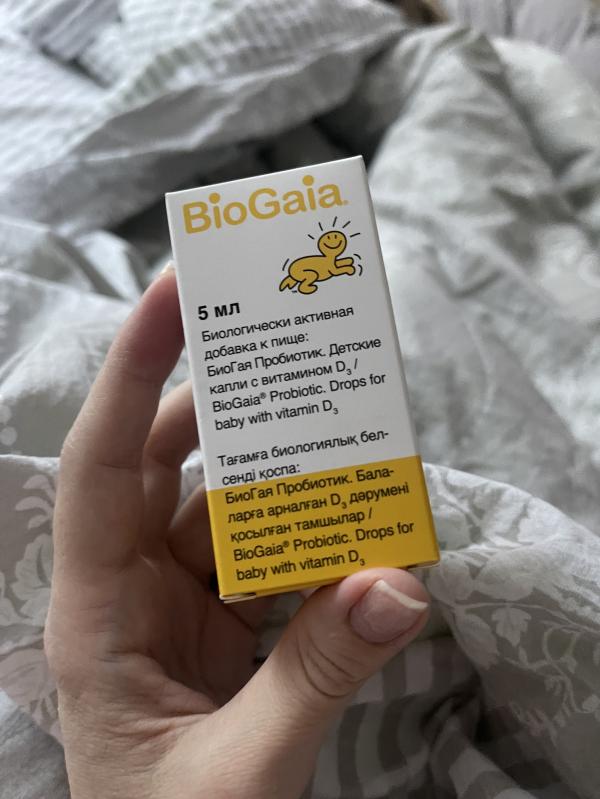 BioGaia®
5 мл
Биологически активная
добавка к пище:
БиоГая Пробиотик. Детские
капли с витамином D₃ /
BioGaia® Probiotic. Drops for
baby with vitamin D₃
Тағамға биологиялық бел-
сенді қоспа:
БиоГая Пробиотик. Бала-
ларға арналған D₃ дәрумені
қосылған тамшылар /
BioGaia® Probiotic. Drops for
baby with vitamin D₃